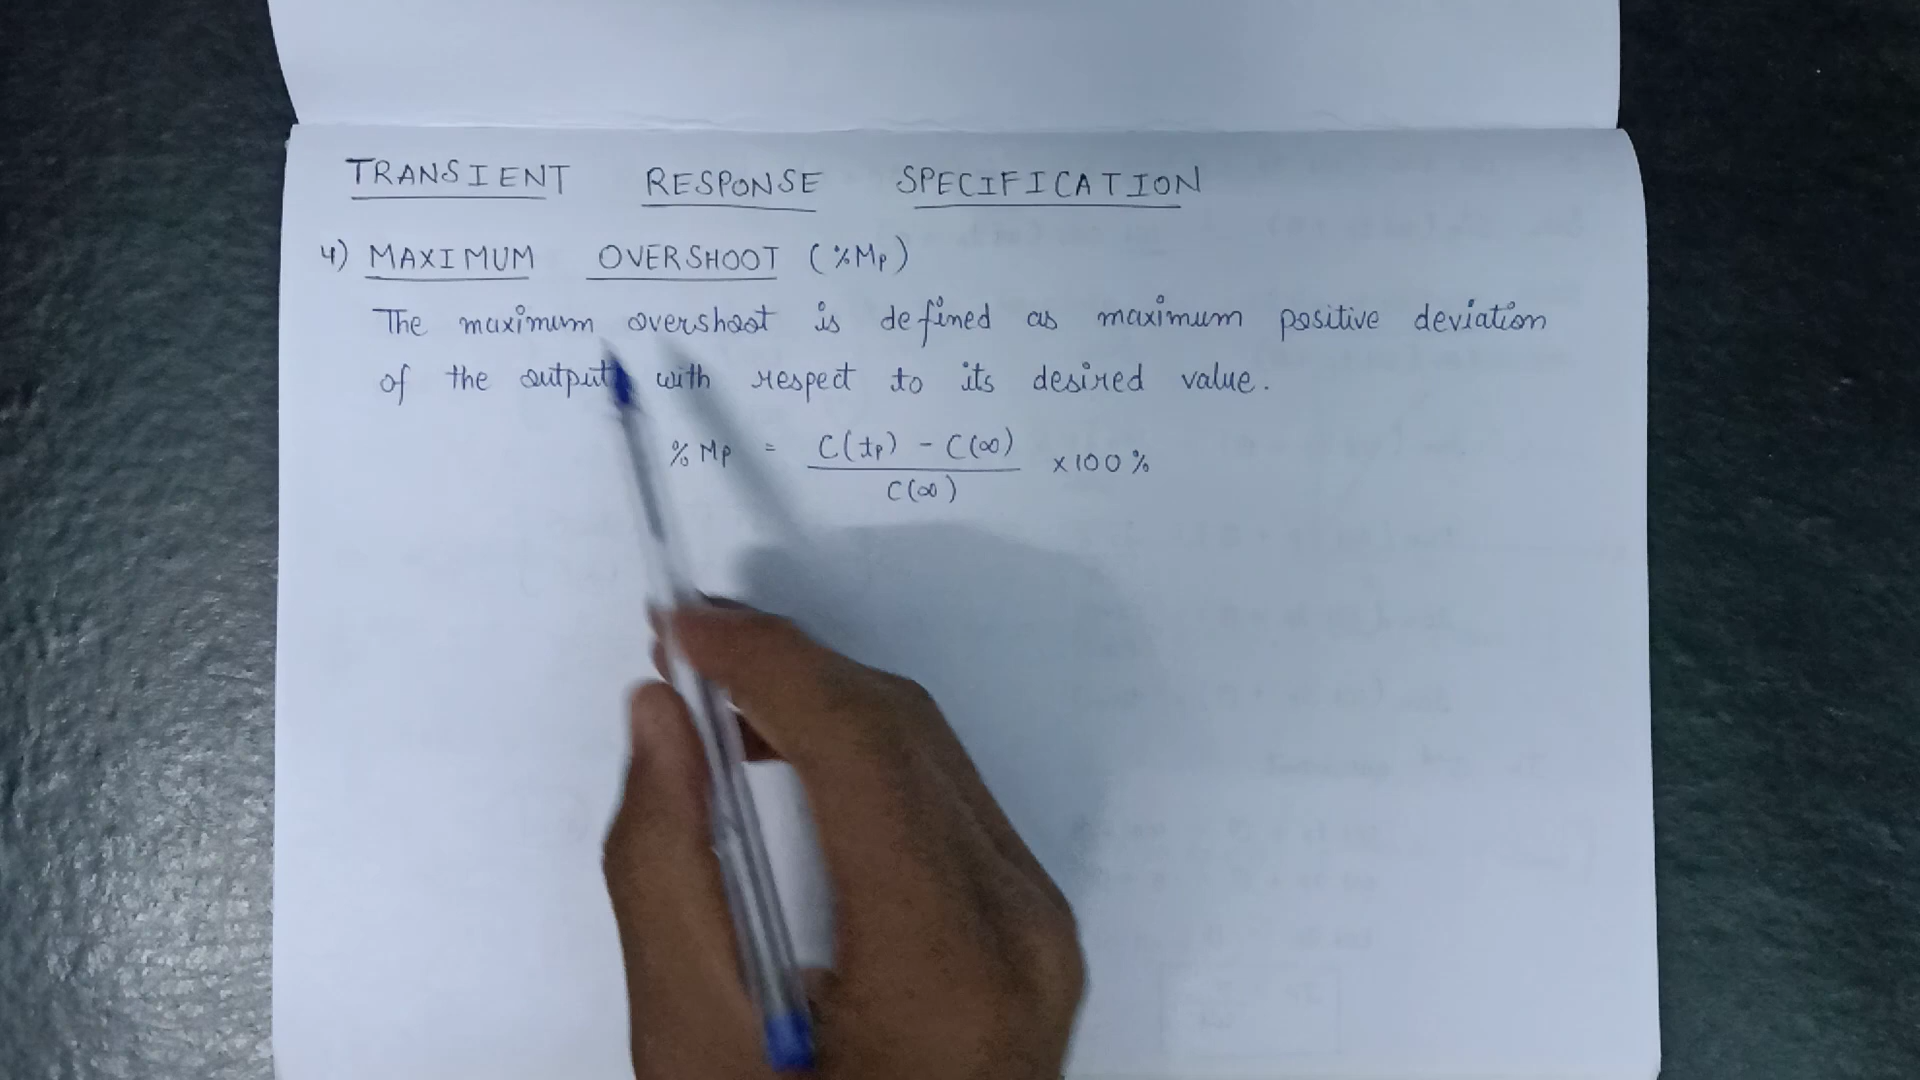 TRANSIENT RESPONSE SPECIFICATION
4) MAXIMUM OVERSHOOT (%Mp)
The maximum overshoot is defined as maximum positive deviation
of the output with respect to its desired value.
%Mp = C(tp) - C(∞) / C(∞) x100%